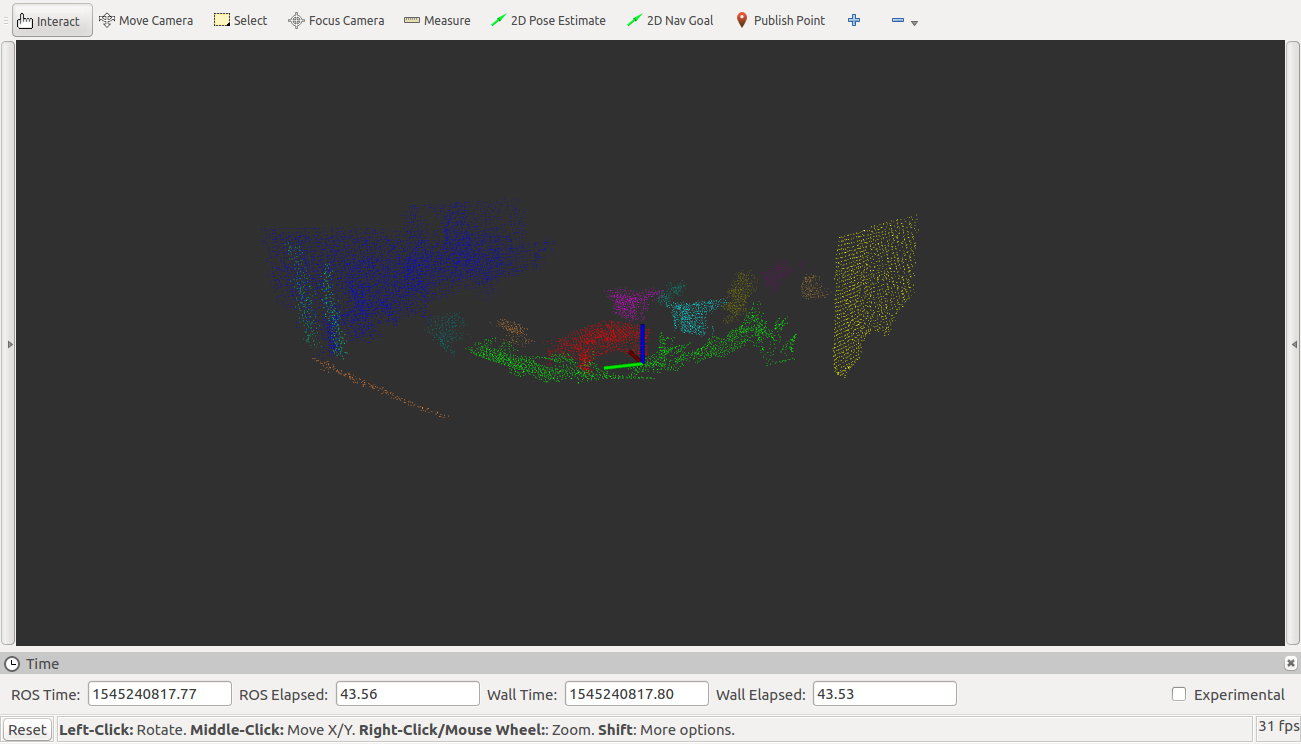 Interact Move Camera Select Focus Camera Measure 2D Pose Estimate 2D Nav Goal Publish Point
Time
ROS Time: 1545240817.77 ROS Elapsed: 43.56 Wall Time: 1545240817.80 Wall Elapsed: 43.53 Experimental
Reset Left-Click: Rotate. Middle-Click: Move X/Y. Right-Click/Mouse Wheel:: Zoom. Shift: More options. 31 fps